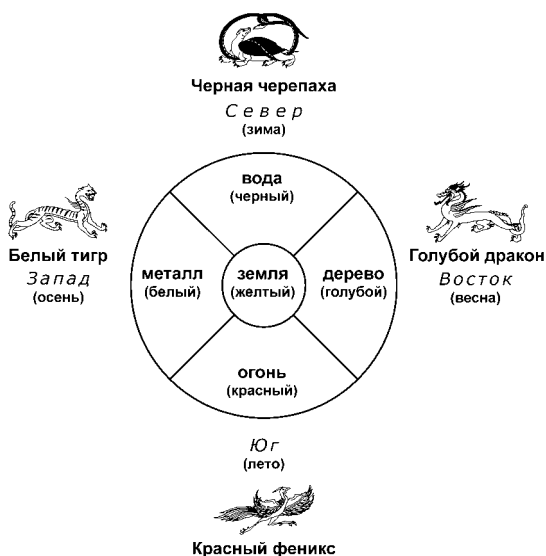 Черная черепаха
Север
(зима)
вода
(черный)
Белый тигр
Запад
(осень)
металл
(белый)
земля
(желтый)
дерево
(голубой)
Голубой дракон
Восток
(весна)
огонь
(красный)
Юг
(лето)
Красный феникс